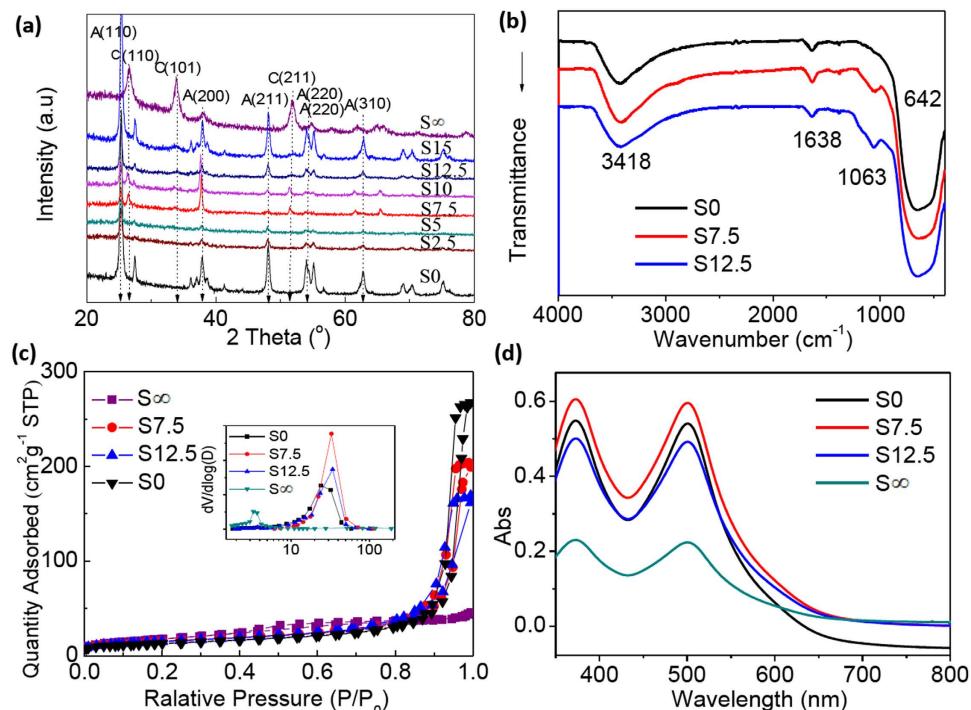 (a)
A(110)
C(110)
C(101)
A(200)
A(211)
C(211)
A(220)
A(220)
A(310)
S∞
S15
S12.5
S10
S7.5
S5
S2.5
S0
Intensity (a.u)
20 40 60 80
2 Theta (°)
(b)
Transmittance
3418
1638
1063
642
S0
S7.5
S12.5
4000 3000 2000 1000
Wavenumber (cm-1)
(c)
Quantity Adsorbed (cm2g-1 STP)
300
200
100
0
S∞
S7.5
S12.5
S0
dV/dlog(D)
S0
S7.5
S12.5
S∞
10 100
0.0 0.2 0.4 0.6 0.8 1.0
Ralative Pressure (P/Po)
(d)
Abs
0.6
0.4
0.2
0.0
S0
S7.5
S12.5
S∞
400 500 600 700 800
Wavelength (nm)